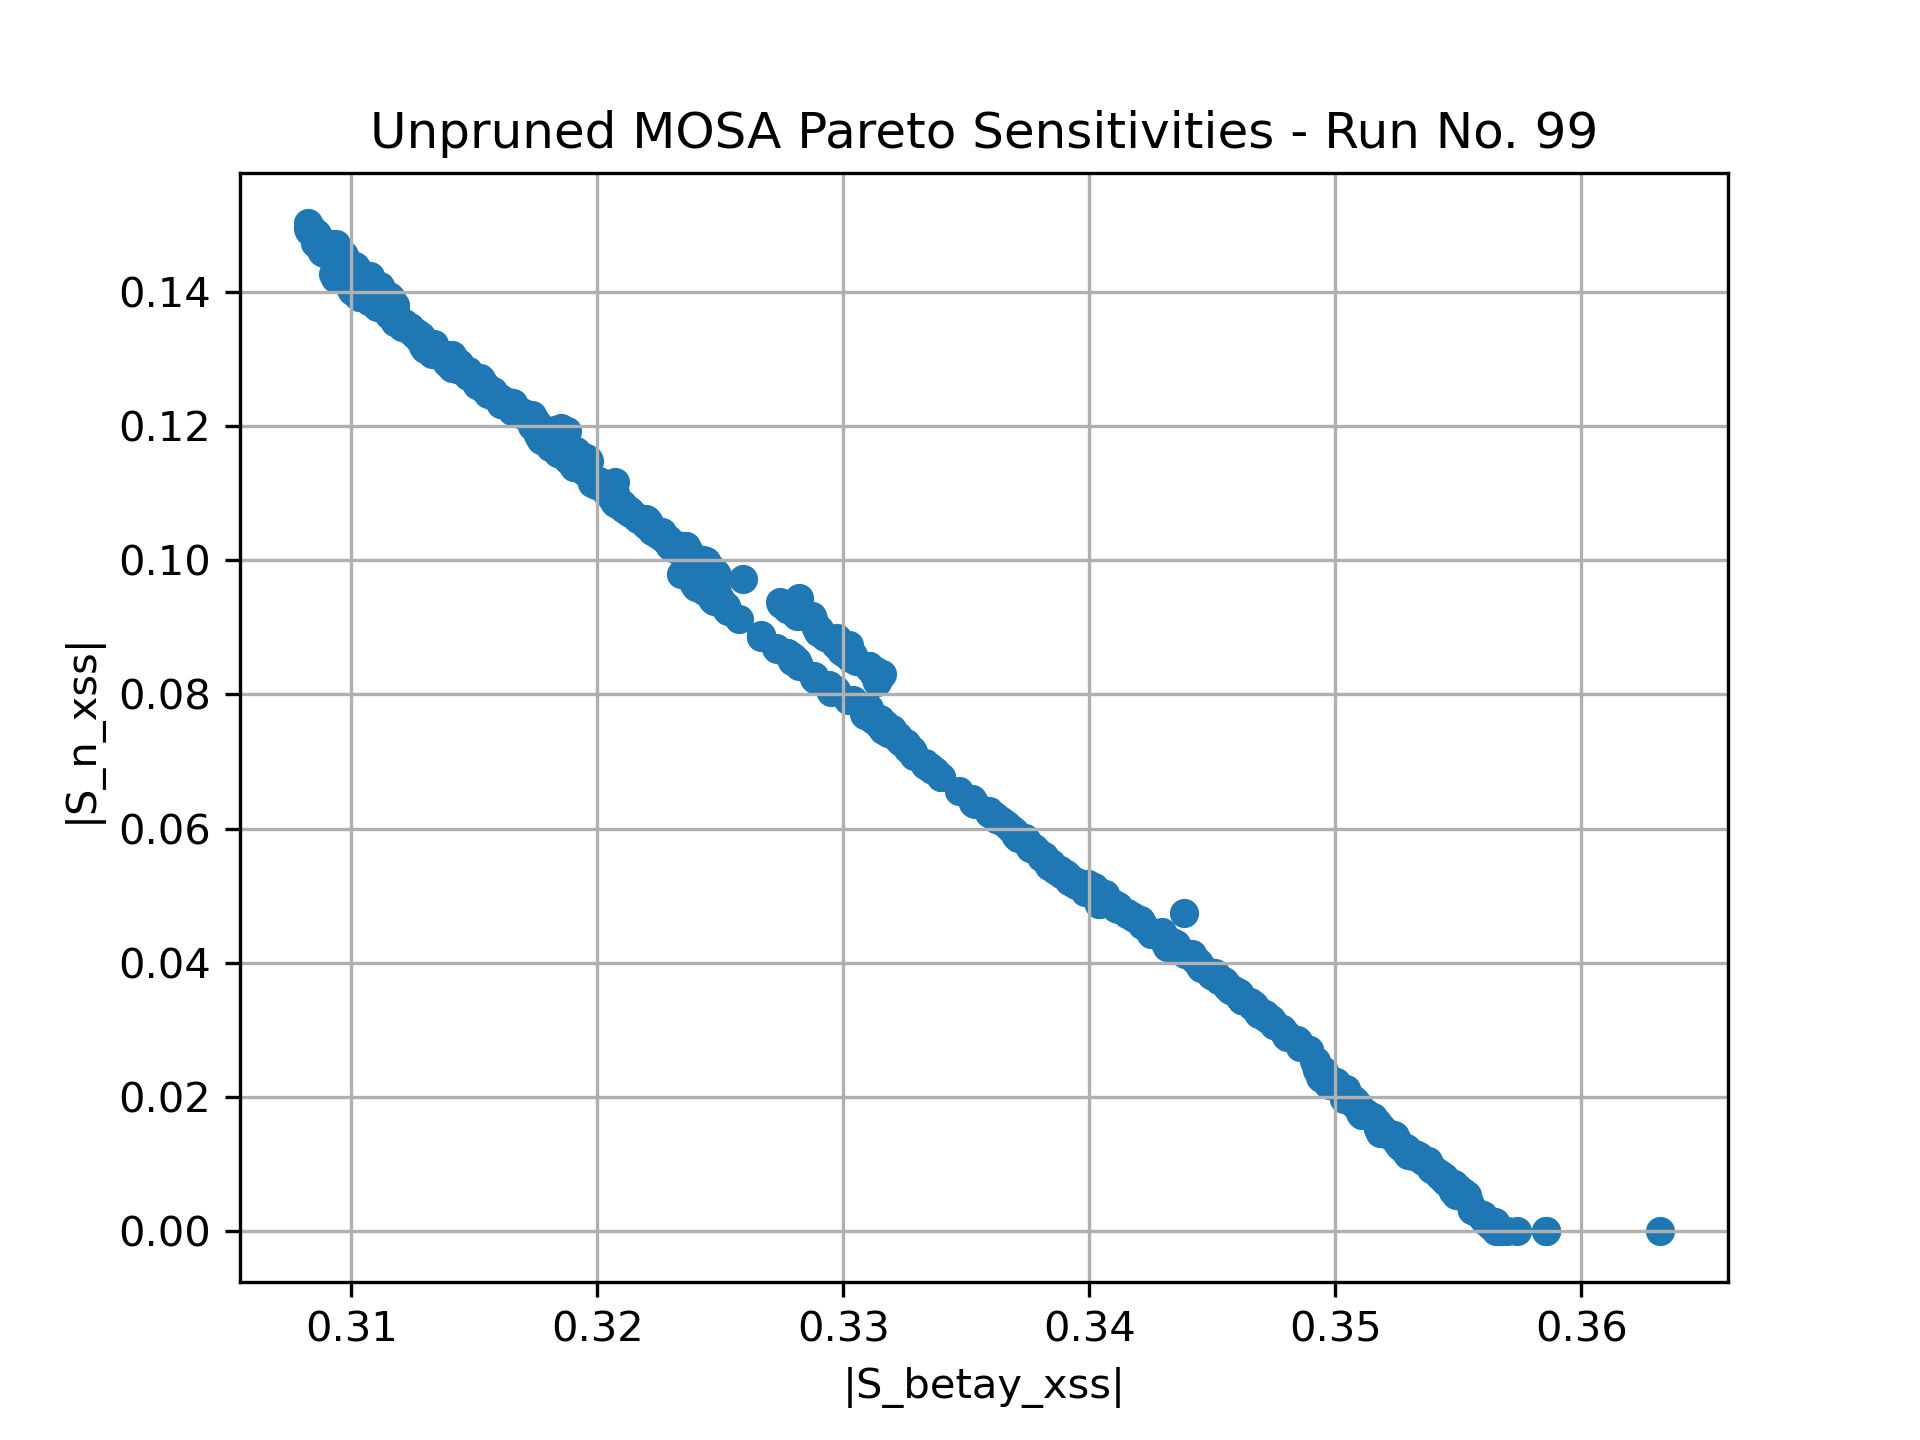 Unpruned MOSA Pareto Sensitivities - Run No. 99
|S_n_xss|
0.14
0.12
0.10
0.08
0.06
0.04
0.02
0.00
0.31 0.32 0.33 0.34 0.35 0.36
|S_betay_xss|